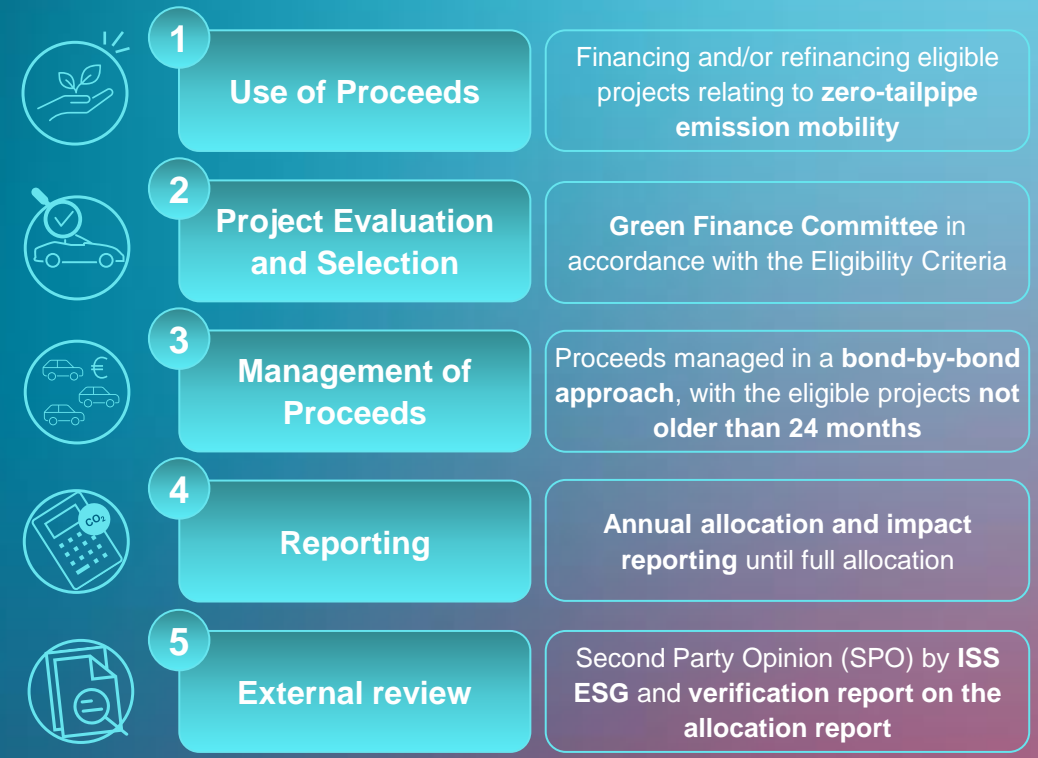 1
Use of Proceeds
Financing and/or refinancing eligible
projects relating to zero-tailpipe
emission mobility
2
Project Evaluation
and Selection
Green Finance Committee in
accordance with the Eligibility Criteria
3
€
Management of
Proceeds
Proceeds managed in a bond-by-bond
approach, with the eligible projects not
older than 24 months
4
CO₂
Reporting
Annual allocation and impact
reporting until full allocation
5
External review
Second Party Opinion (SPO) by ISS
ESG and verification report on the
allocation report